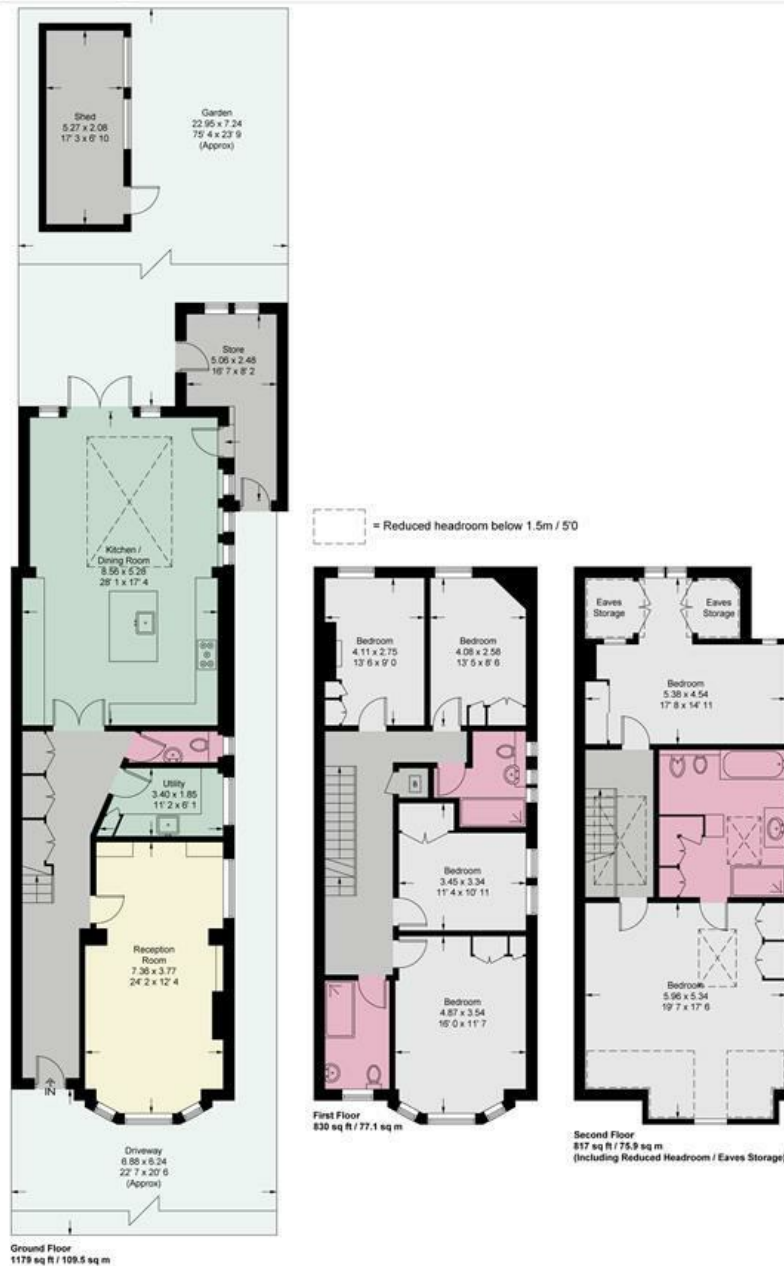 Shed
5.27 x 2.08
17' 3 x 6' 10
Garden
22.95 x 7.24
75' 4 x 23' 9
(Approx)
Store
5.06 x 2.48
16' 7 x 8' 2
Kitchen /
Dining Room
8.56 x 5.28
28' 1 x 17' 4
Utility
3.40 x 1.85
11' 2 x 6' 1
Reception
Room
7.36 x 3.77
24' 2 x 12' 4
IN
Driveway
6.88 x 6.24
22' 7 x 20' 6
(Approx)
Ground Floor
1179 sq ft / 109.5 sq m
= Reduced headroom below 1.5m / 5'0
Bedroom
4.11 x 2.75
13' 6 x 9' 0
Bedroom
4.08 x 2.58
13' 5 x 8' 6
Bedroom
3.45 x 3.34
11' 4 x 10' 11
Bedroom
4.87 x 3.54
16' 0 x 11' 7
First Floor
830 sq ft / 77.1 sq m
Eaves
Storage
Eaves
Storage
Bedroom
5.38 x 4.54
17' 8 x 14' 11
Bedroom
5.96 x 5.34
19' 7 x 17' 6
Second Floor
817 sq ft / 75.9 sq m
(Including Reduced Headroom / Eaves Storage)